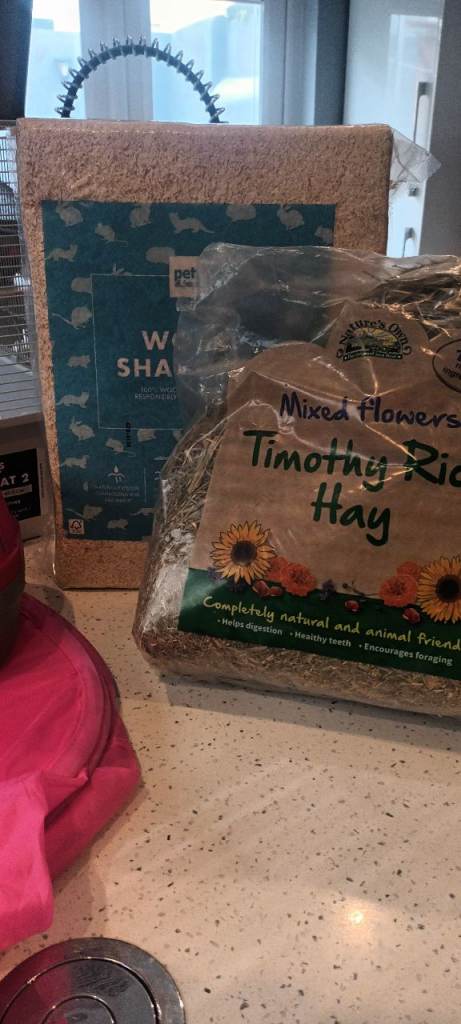 pet
WO
SHA
100% WOO
RESPONSIBL
FSC
S
AT 2
Nature's Own
Mixed flowers
Timothy Ric
Hay
Completely natural and animal friend
• Helps digestion • Healthy teeth • Encourages foraging